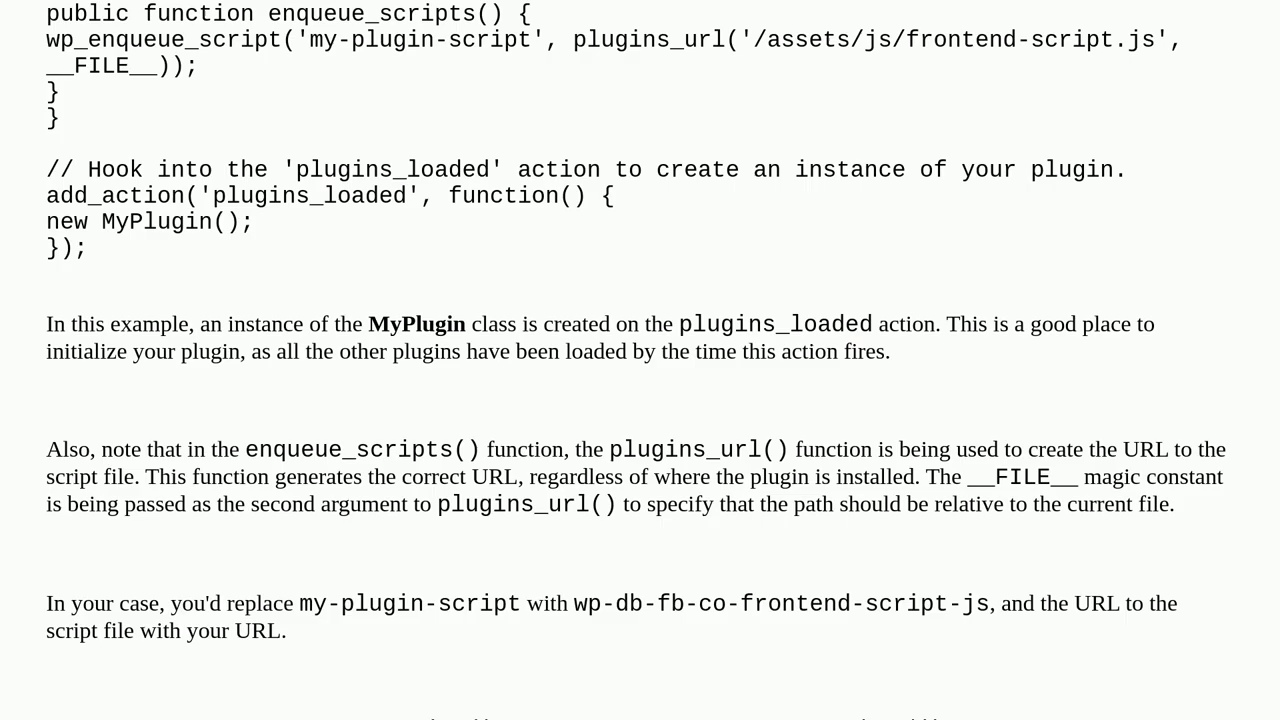 public function enqueue_scripts() {
wp_enqueue_script('my-plugin-script', plugins_url('/assets/js/frontend-script.js',
__FILE__));
}
}
// Hook into the 'plugins_loaded' action to create an instance of your plugin.
add_action('plugins_loaded', function() {
new MyPlugin();
});
In this example, an instance of the MyPlugin class is created on the plugins_loaded action. This is a good place to
initialize your plugin, as all the other plugins have been loaded by the time this action fires.
Also, note that in the enqueue_scripts() function, the plugins_url() function is being used to create the URL to the
script file. This function generates the correct URL, regardless of where the plugin is installed. The __FILE__ magic constant
is being passed as the second argument to plugins_url() to specify that the path should be relative to the current file.
In your case, you'd replace my-plugin-script with wp-db-fb-co-frontend-script-js, and the URL to the
script file with your URL.